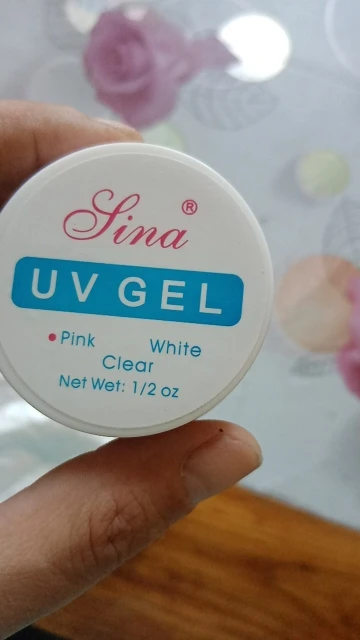 Sina®
UV GEL
•Pink White
Clear
Net Wet: 1/2 oz